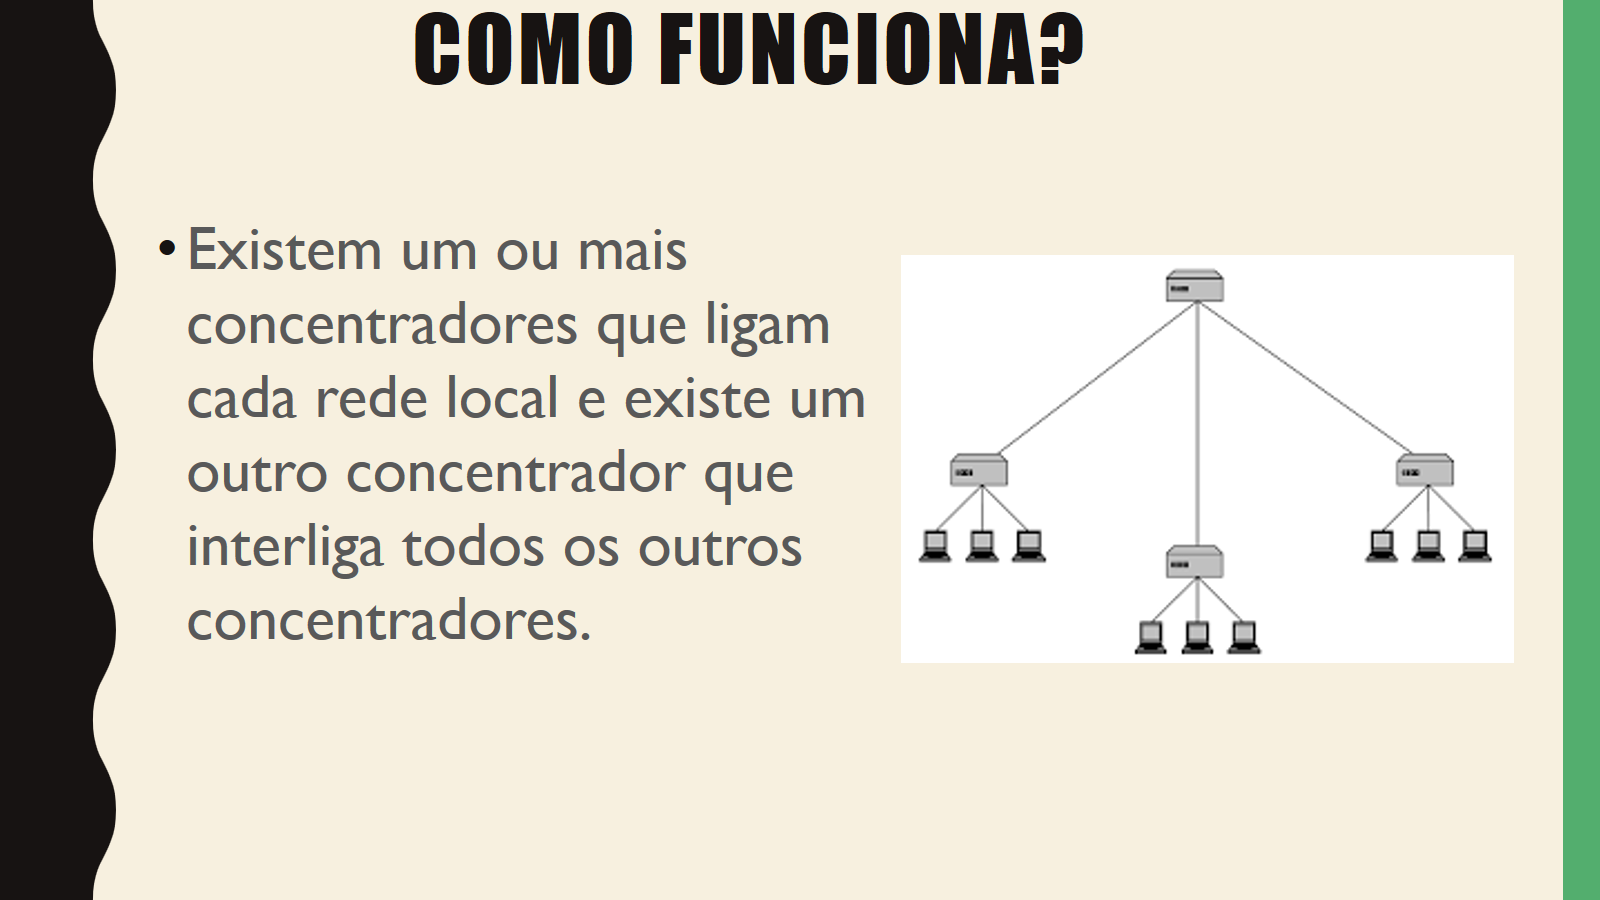 COMO FUNCIONA?
• Existem um ou mais
concentradores que ligam
cada rede local e existe um
outro concentrador que
interliga todos os outros
concentradores.